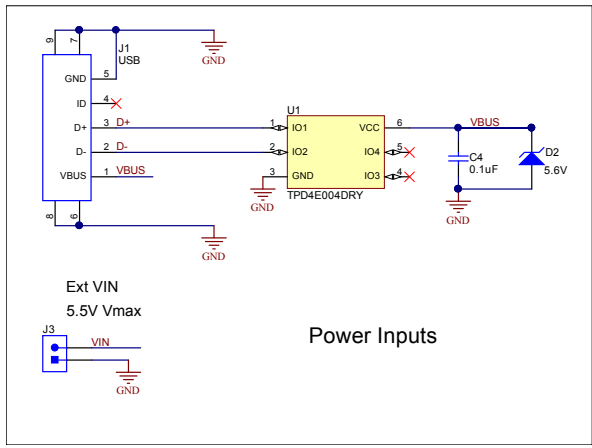 9 7
J1
USB
GND
GND 5
ID 4
D+ 3 D+
D- 2 D-
VBUS 1 VBUS
8 6
GND
U1
1 IO1 VCC 6
2 IO2 IO4 5
3 GND IO3 4
GND
TPD4E004DRY
VBUS
C4
0.1uF
D2
5.6V
GND
Ext VIN
5.5V Vmax
J3
VIN
GND
Power Inputs